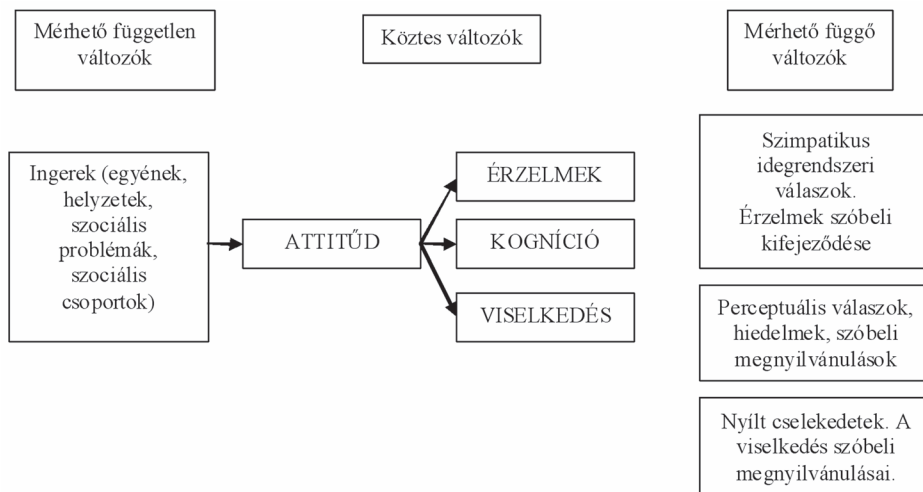 Mérhető független
változók
Köztes változók
Mérhető függő
változók
Ingerek (egyének,
helyzetek,
szociális
problémák,
szociális
csoportok)
ATTITŰD
ÉRZELMEK
KOGNÍCIÓ
VISELKEDÉS
Szimpatikus
idegrendszeri
válaszok.
Érzelmek szóbeli
kifejeződése
Perceptuális válaszok,
hiedelmek, szóbeli
megnyilvánulások
Nyílt cselekedetek. A
viselkedés szóbeli
megnyilvánulásai.